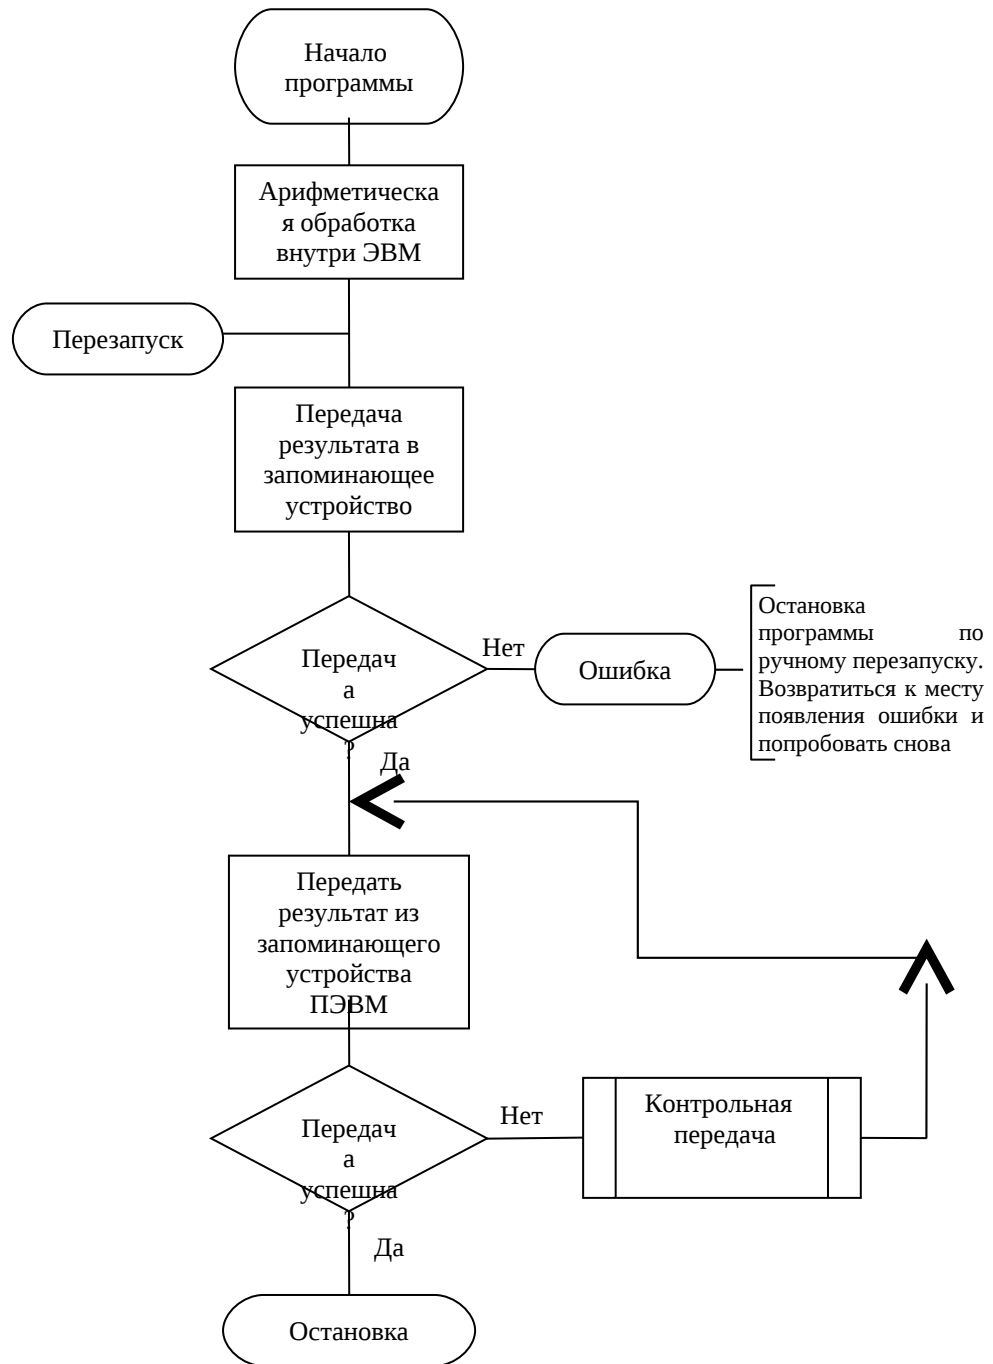 Начало
программы
Арифметическа
я обработка
внутри ЭВМ
Перезапуск
Передача
результата в
запоминающее
устройство
Передач
а
успешна
?
Нет
Ошибка
Остановка
программы по
ручному перезапуску.
Возвратиться к месту
появления ошибки и
попробовать снова
Да
Передать
результат из
запоминающего
устройства
ПЭВМ
Передач
а
успешна
?
Нет
Контрольная
передача
Да
Остановка